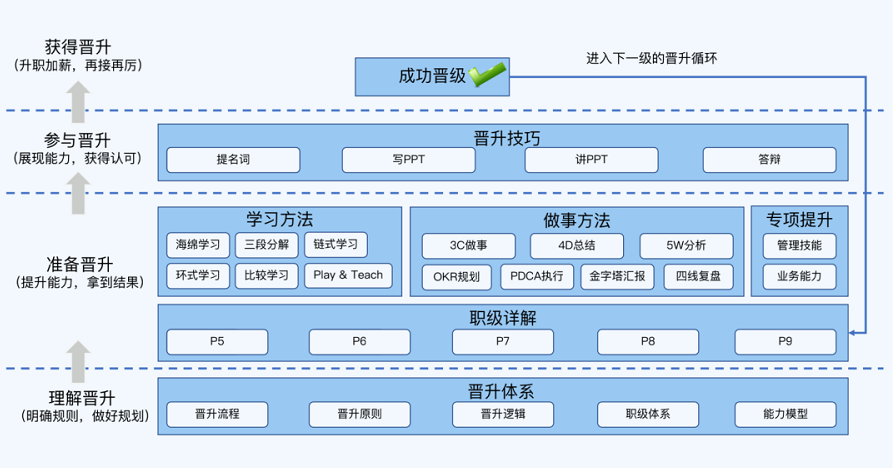 获得晋升
(升职加薪，再接再厉)
成功晋级
进入下一级的晋升循环
参与晋升
(展现能力，获得认可)
晋升技巧
提名词
写PPT
讲PPT
答辩
准备晋升
(提升能力，拿到结果)
学习方法
海绵学习
三段分解
链式学习
环式学习
比较学习
Play & Teach
做事方法
3C做事
4D总结
5W分析
OKR规划
PDCA执行
金字塔汇报
四线复盘
专项提升
管理技能
业务能力
职级详解
P5
P6
P7
P8
P9
理解晋升
(明确规则，做好规划)
晋升体系
晋升流程
晋升原则
晋升逻辑
职级体系
能力模型